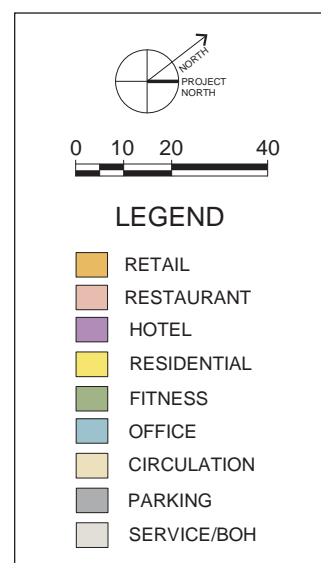 NORTH
PROJECT
NORTH
0 10 20 40
LEGEND
RETAIL
RESTAURANT
HOTEL
RESIDENTIAL
FITNESS
OFFICE
CIRCULATION
PARKING
SERVICE/BOH